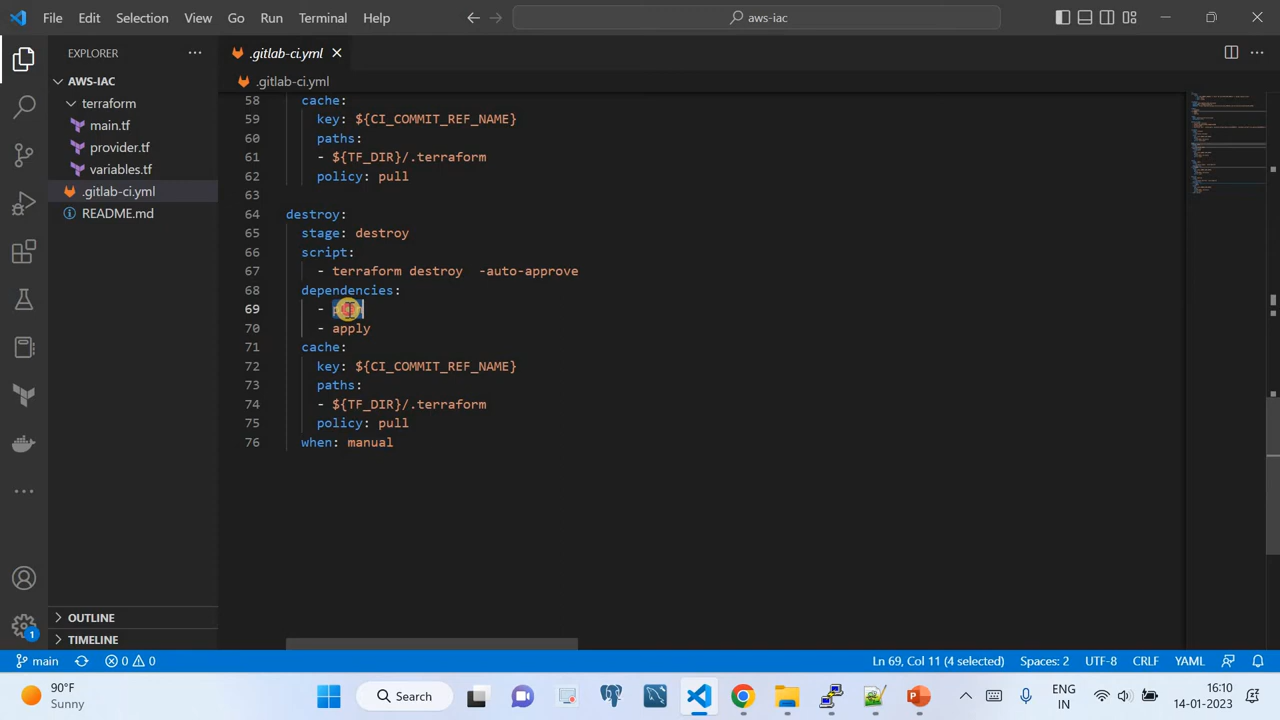 File Edit Selection View Go Run Terminal Help
aws-iac
EXPLORER
.gitlab-ci.yml
AWS-IAC
.gitlab-ci.yml
terraform
main.tf
provider.tf
variables.tf
.gitlab-ci.yml
README.md
58 cache:
59 key: ${CI_COMMIT_REF_NAME}
60 paths:
61 - ${TF_DIR}/.terraform
62 policy: pull
63
64 destroy:
65 stage: destroy
66 script:
67 - terraform destroy  -auto-approve
68 dependencies:
69 -
70 - apply
71 cache:
72 key: ${CI_COMMIT_REF_NAME}
73 paths:
74 - ${TF_DIR}/.terraform
75 policy: pull
76 when: manual
OUTLINE
TIMELINE
1
main
0 0
Ln 69, Col 11 (4 selected) Spaces: 2 UTF-8 CRLF YAML
90°F
Sunny
Search
ENG
IN
16:10
14-01-2023